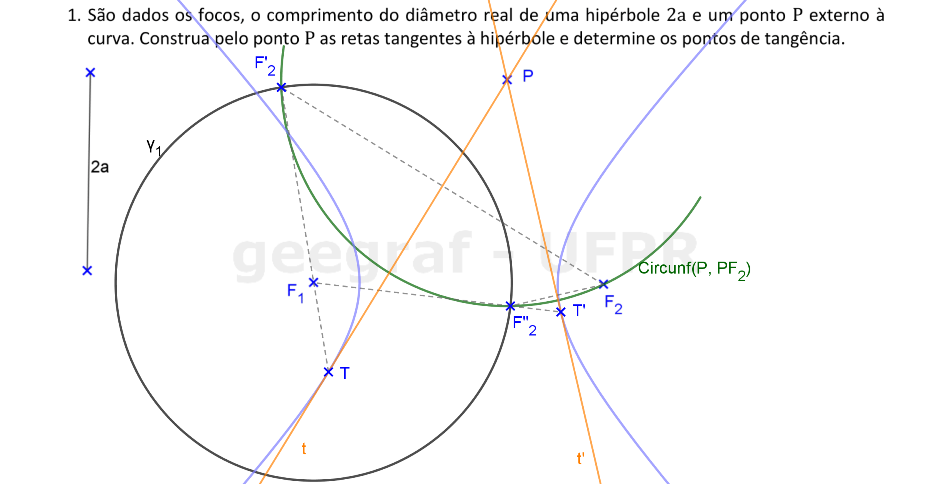 1. São dados os focos, o comprimento do diâmetro real de uma hipérbole 2a e um ponto P externo à
curva. Construa pelo ponto P as retas tangentes à hipérbole e determine os pontos de tangência.
F'2
P
γ1
2a
geegraf - UFPR
Circunf(P, PF2)
F1
F2
T'
F"2
T
t
t'